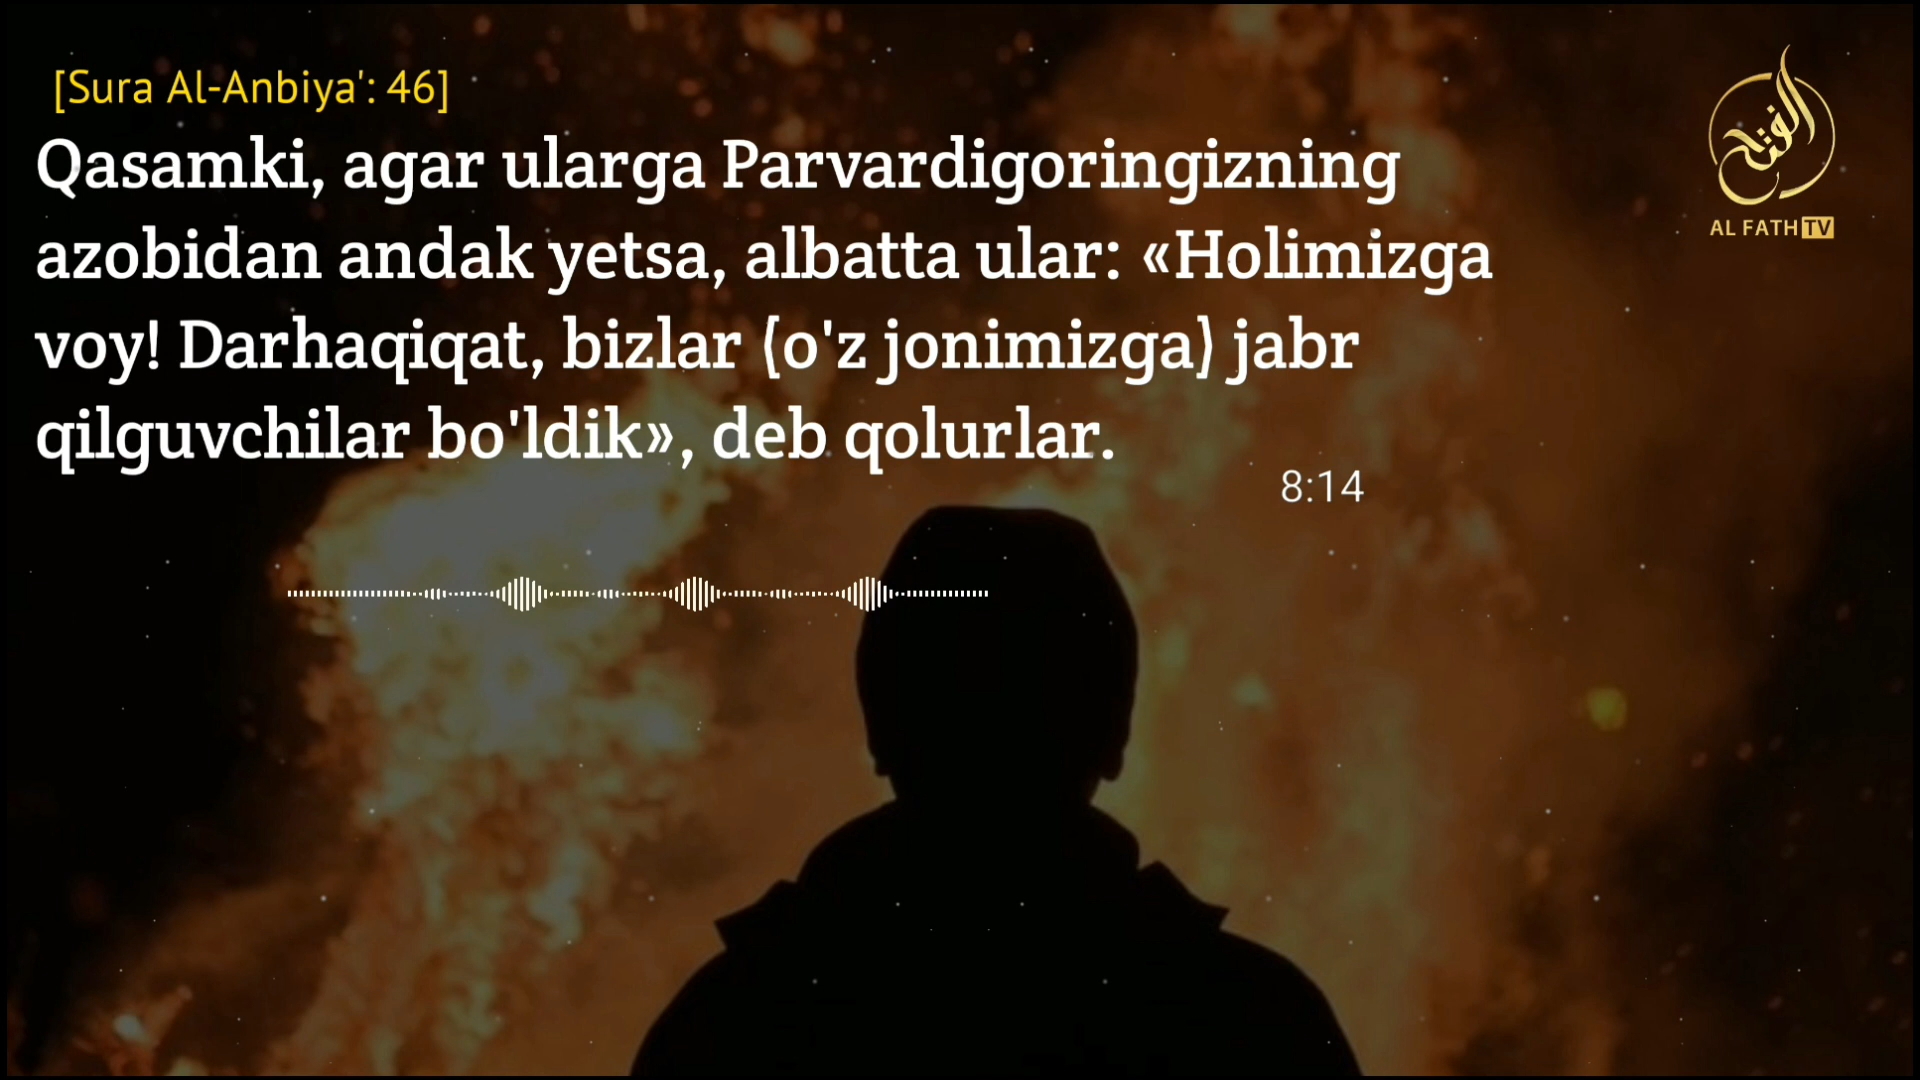 [Sura Al-Anbiya': 46]
Qasamki, agar ularga Parvardigoringizning
azobidan andak yetsa, albatta ular: «Holimizga
voy! Darhaqiqat, bizlar (o'z jonimizga) jabr
qilguvchilar bo'ldik», deb qolurlar.
8:14
الفتح
AL FATH TV